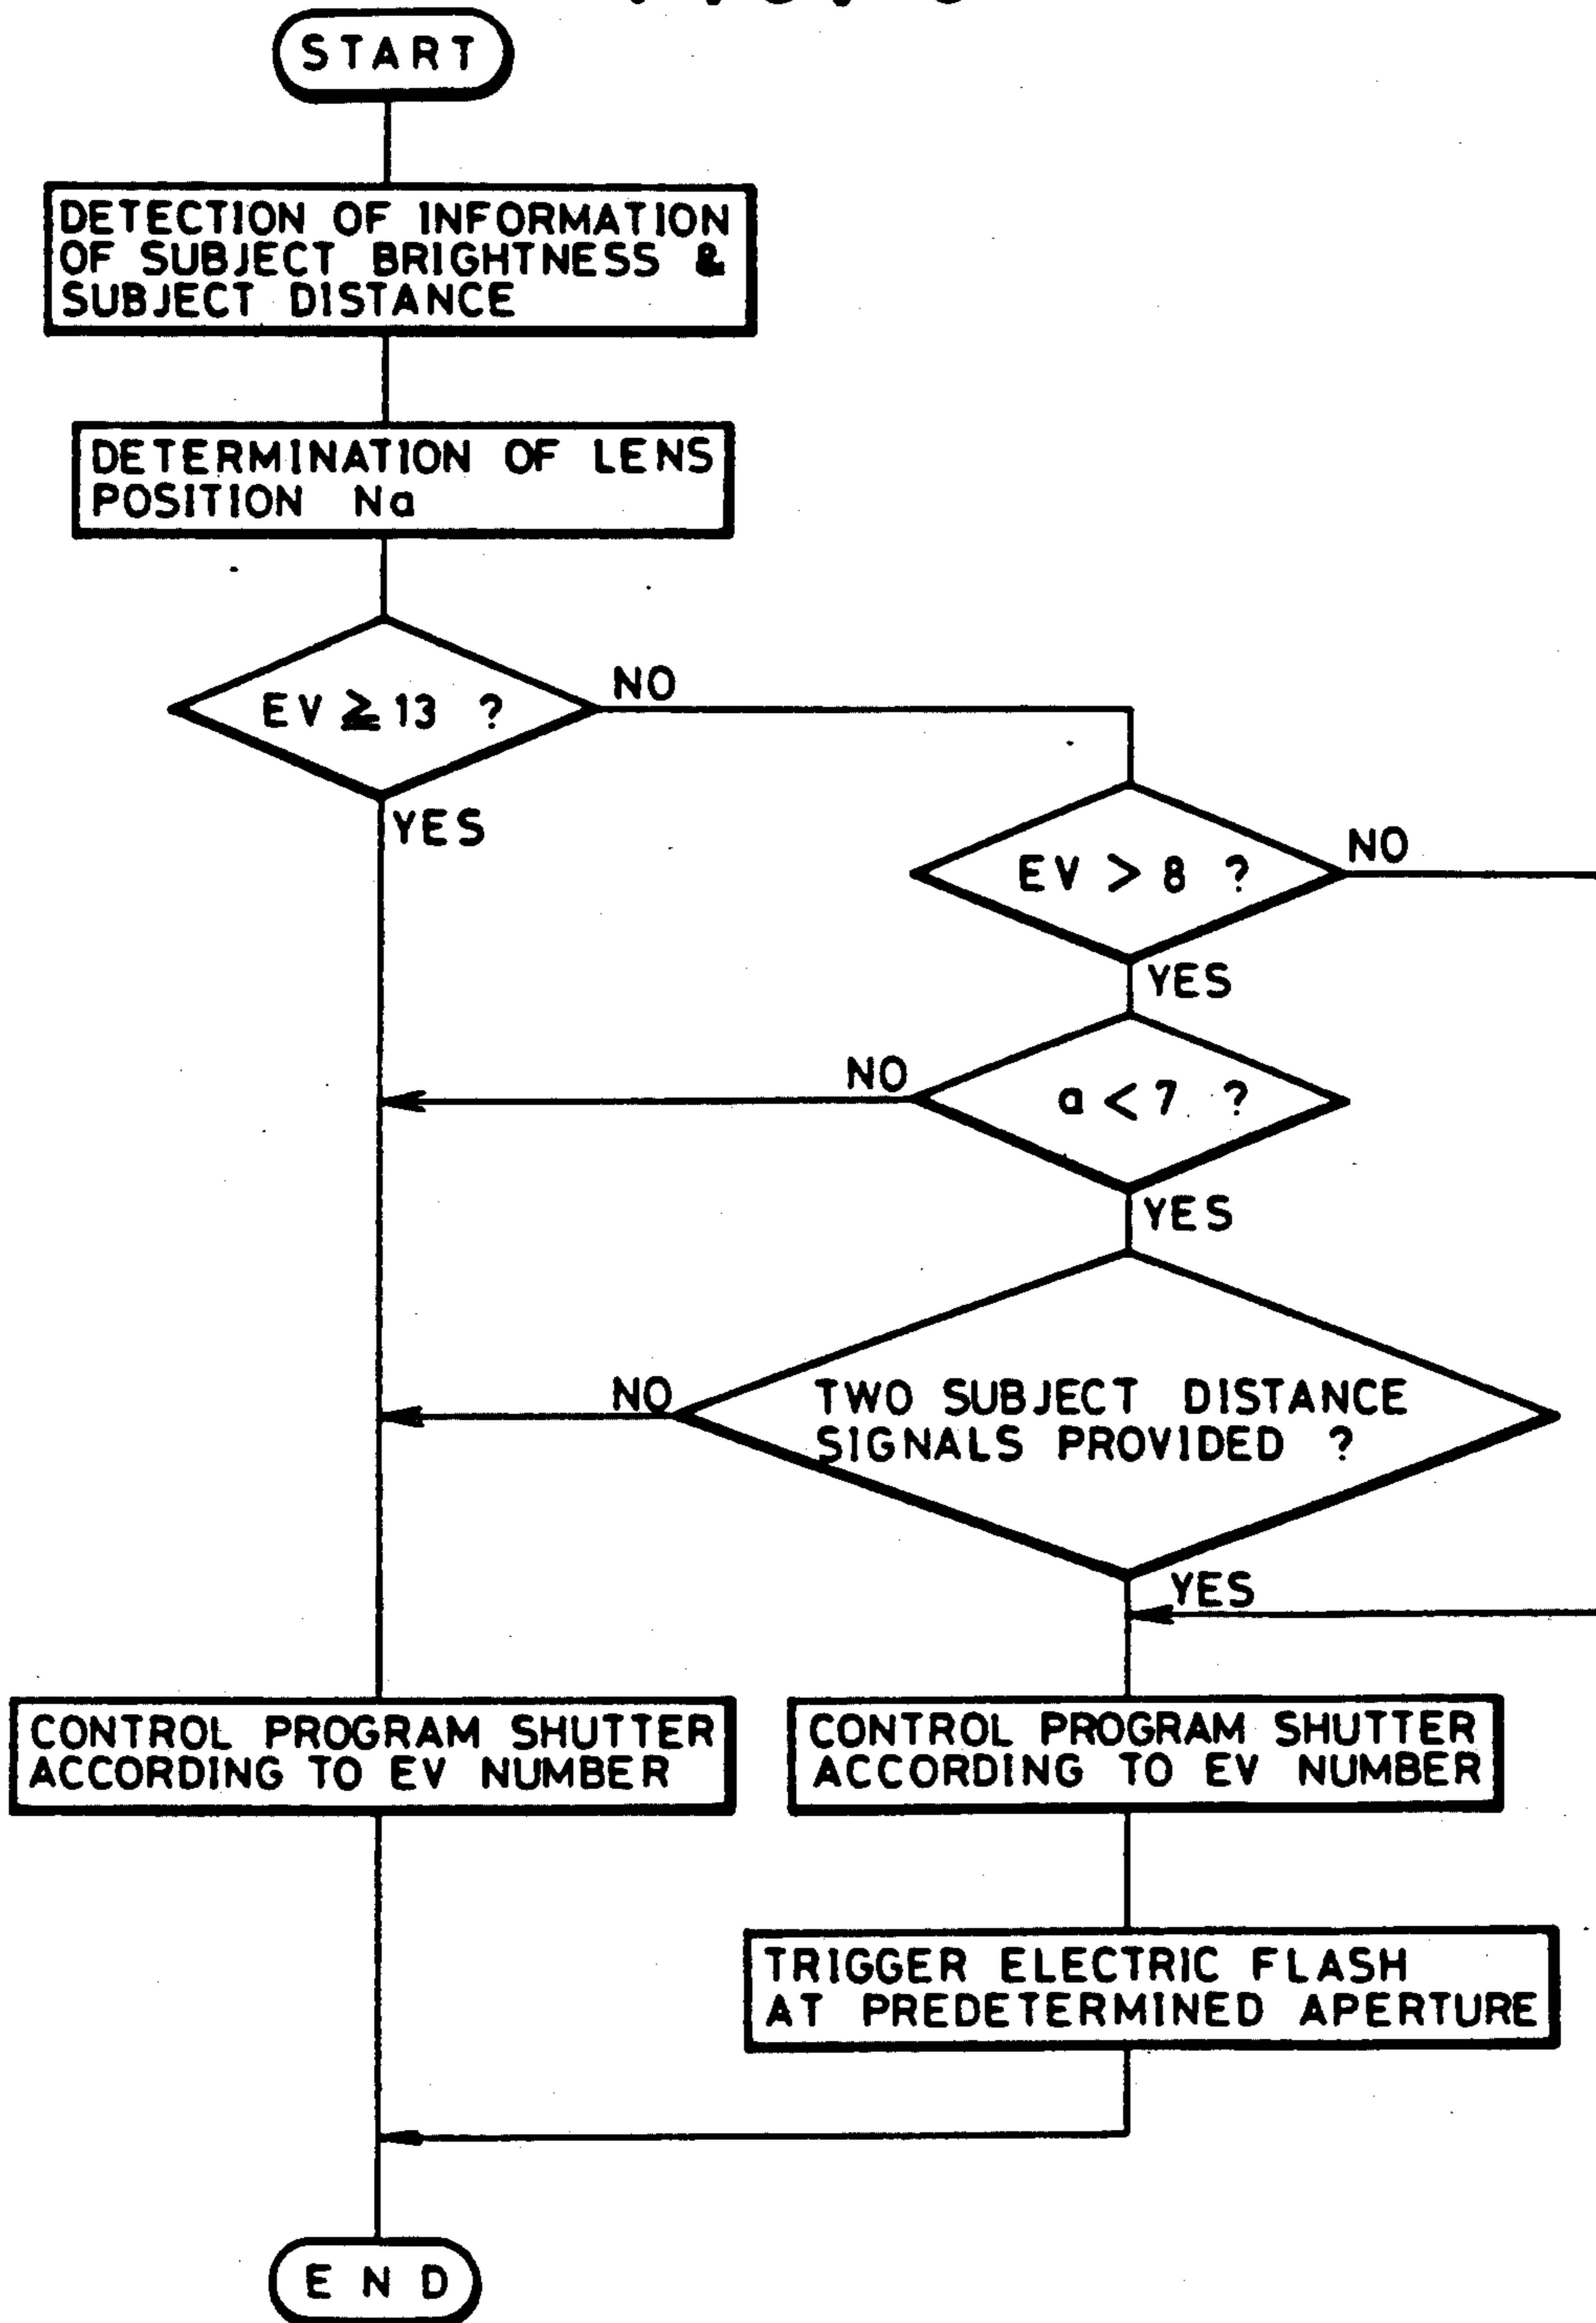 START
DETECTION OF INFORMATION
OF SUBJECT BRIGHTNESS &
SUBJECT DISTANCE
DETERMINATION OF LENS
POSITION Na
EV ≧ 13 ?
NO
YES
EV > 8 ?
NO
YES
a < 7 ?
NO
YES
TWO SUBJECT DISTANCE
SIGNALS PROVIDED ?
NO
YES
CONTROL PROGRAM SHUTTER
ACCORDING TO EV NUMBER
CONTROL PROGRAM SHUTTER
ACCORDING TO EV NUMBER
TRIGGER ELECTRIC FLASH
AT PREDETERMINED APERTURE
END